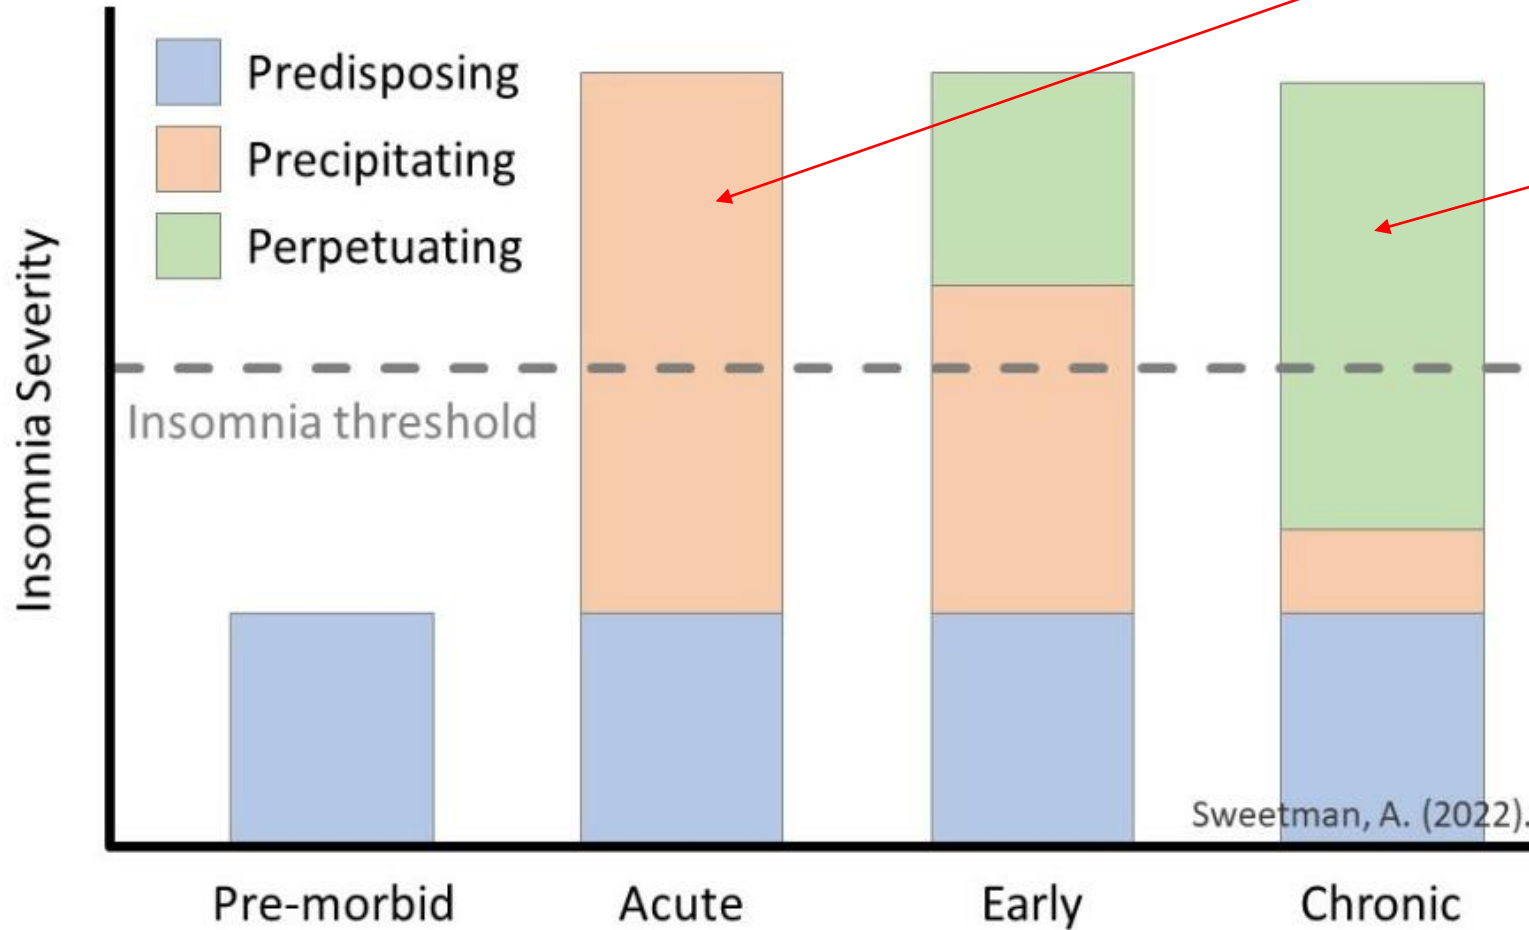 Predisposing
Precipitating
Perpetuating
Insomnia Severity
Insomnia threshold
Sweetman, A. (2022).
Pre-morbid
Acute
Early
Chronic